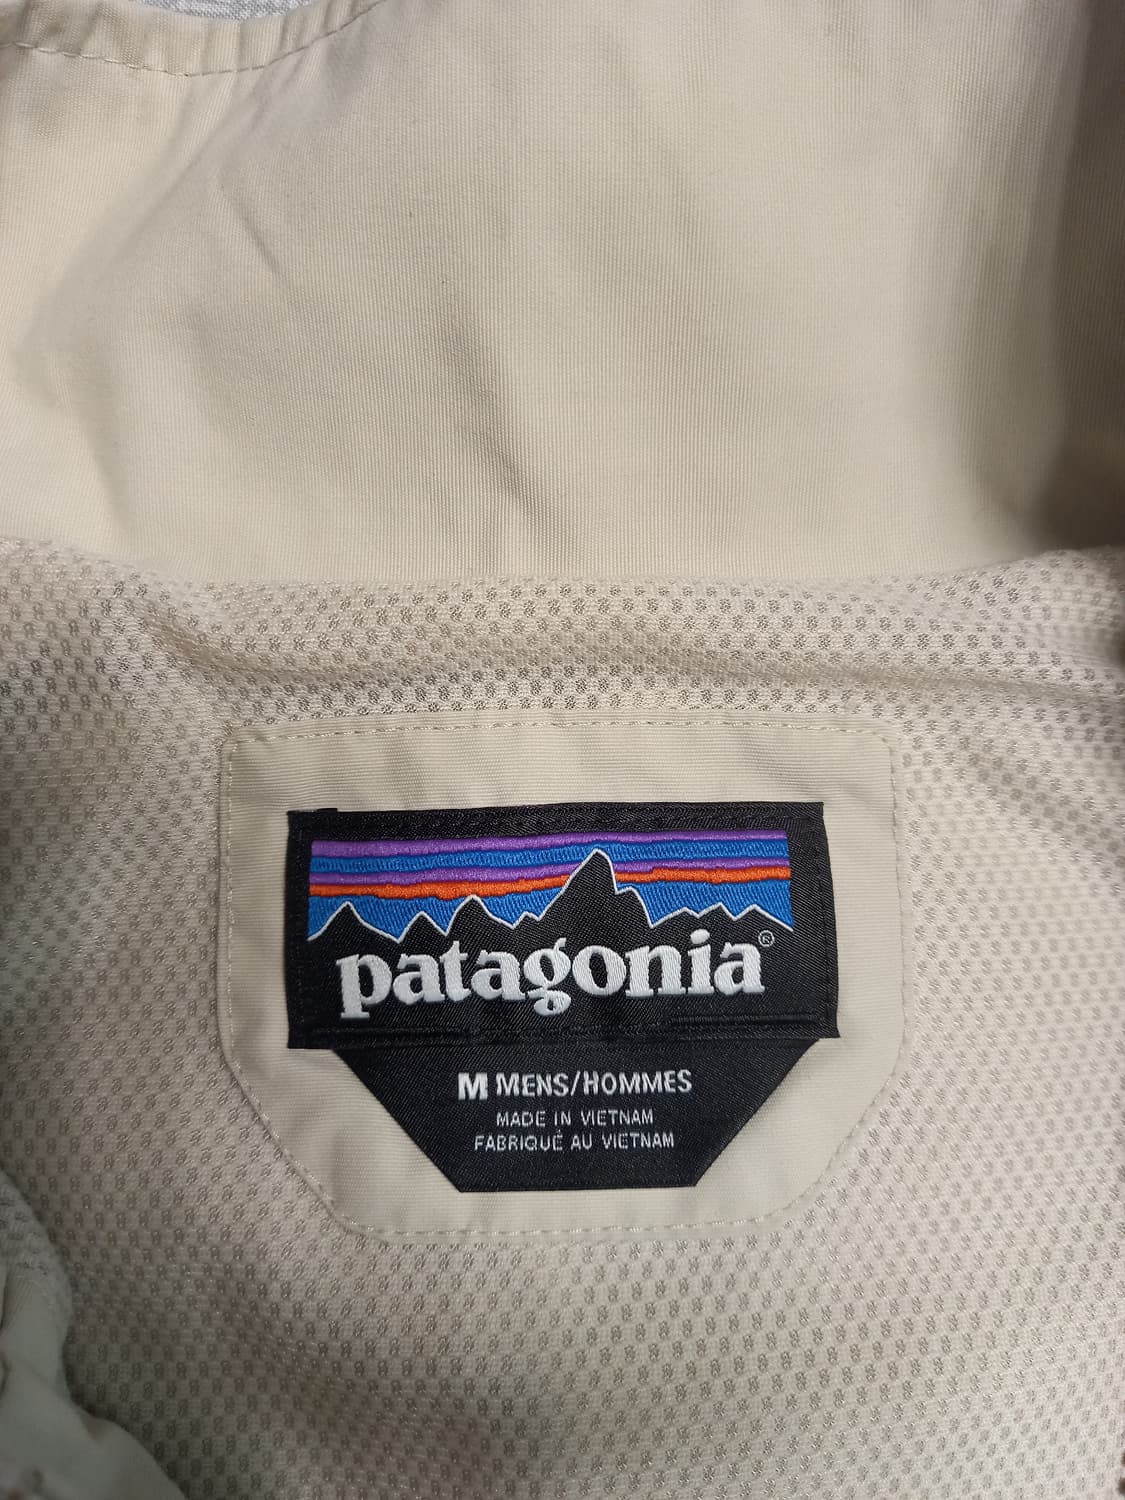 patagonia®
M MENS/HOMMES
MADE IN VIETNAM
FABRIQUÉ AU VIETNAM